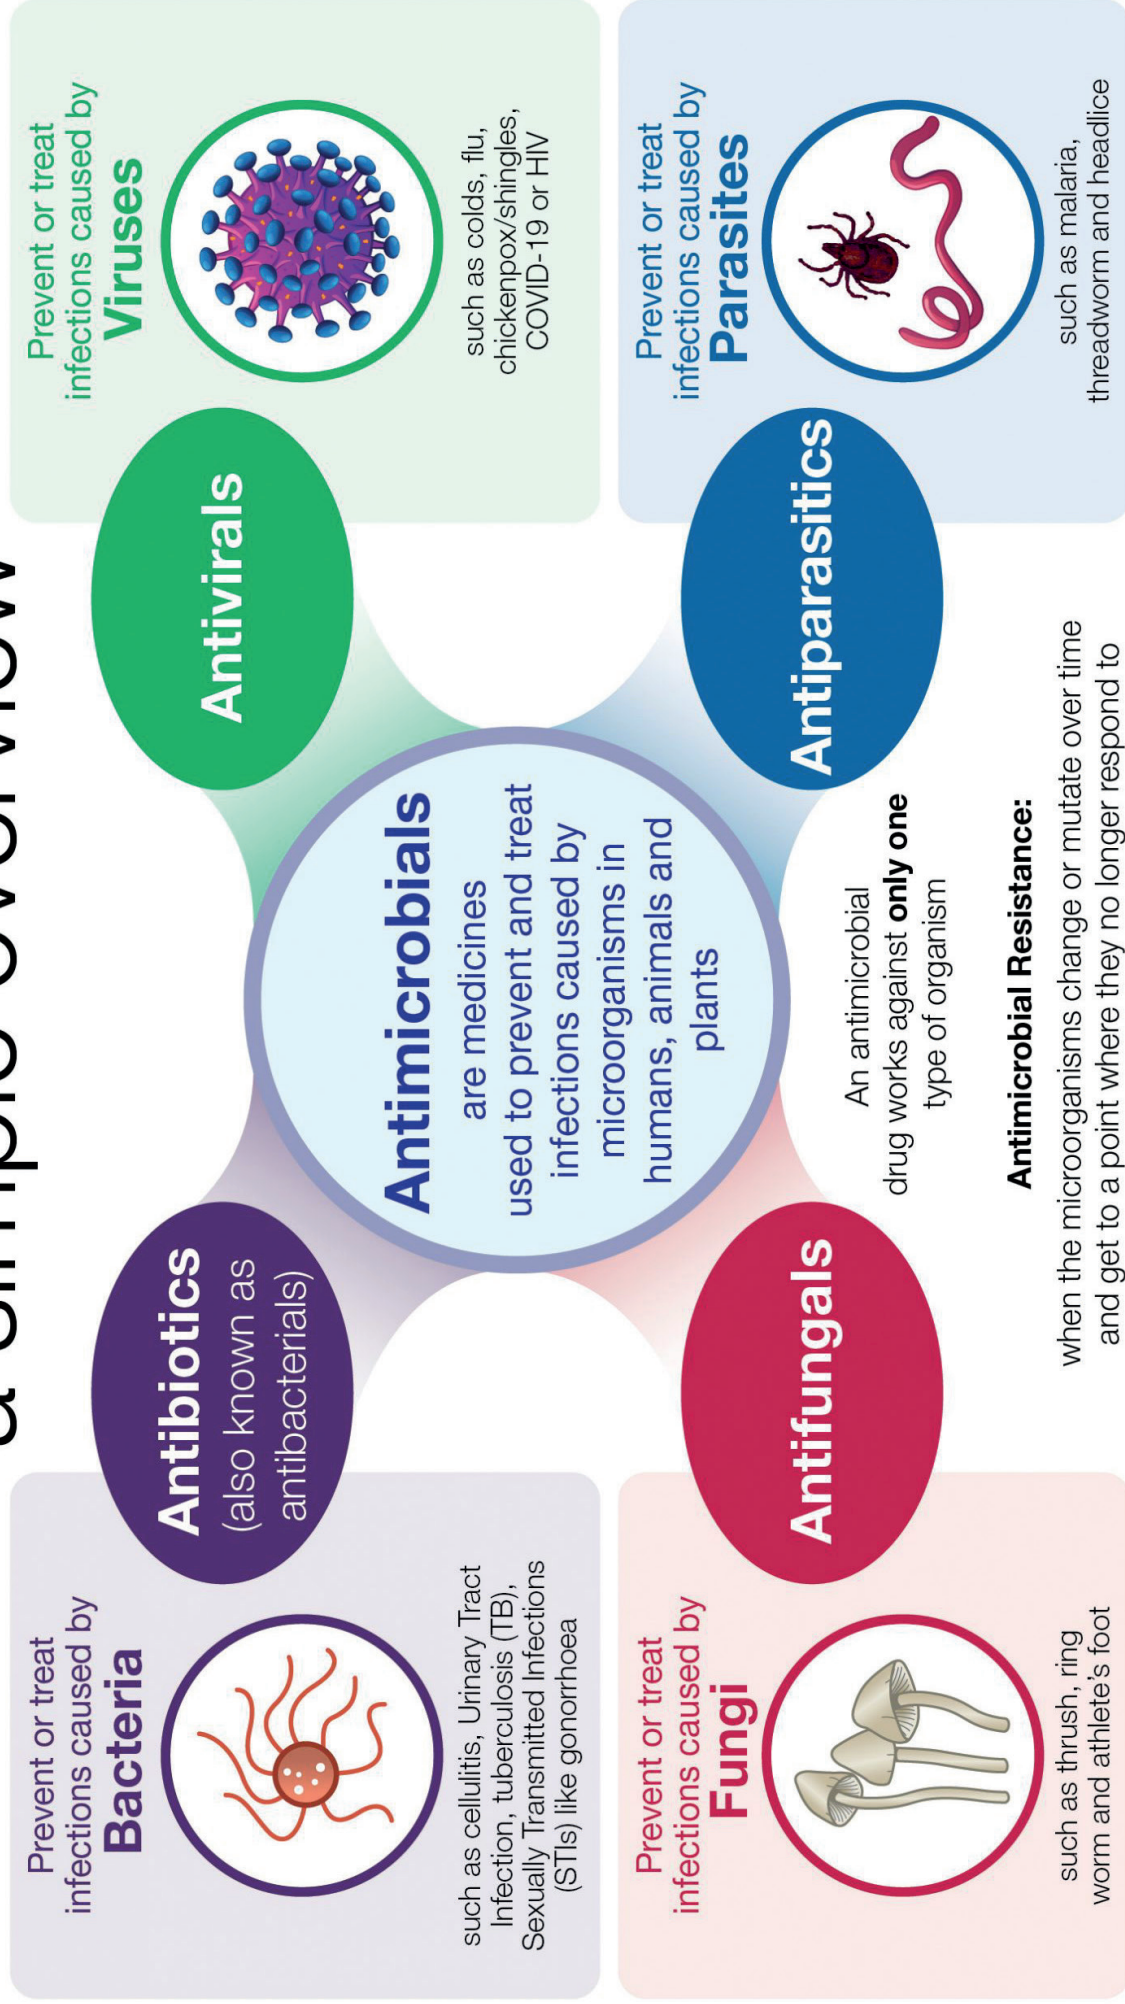 a simple overview
Prevent or treat
infections caused by
Bacteria
such as cellulitis, Urinary Tract
Infection, tuberculosis (TB),
Sexually Transmitted Infections
(STIs) like gonorrhoea
Antibiotics
(also known as
antibacterials)
Antivirals
Prevent or treat
infections caused by
Viruses
such as colds, flu,
chickenpox/shingles,
COVID-19 or HIV
Antimicrobials
are medicines
used to prevent and treat
infections caused by
microorganisms in
humans, animals and
plants
Prevent or treat
infections caused by
Fungi
such as thrush, ring
worm and athlete's foot
Antifungals
An antimicrobial
drug works against only one
type of organism
Antiparasitics
Prevent or treat
infections caused by
Parasites
such as malaria,
threadworm and headlice
Antimicrobial Resistance:
when the microorganisms change or mutate over time
and get to a point where they no longer respond to